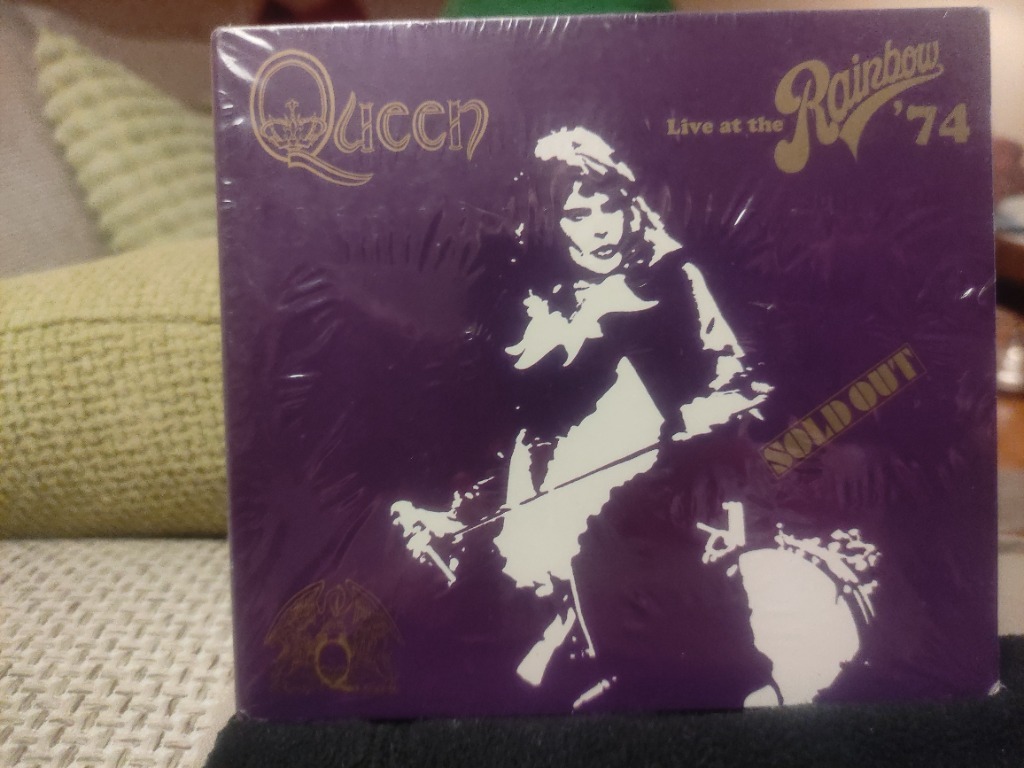 Queen
Live at the Rainbow '74
SOLD OUT
Q